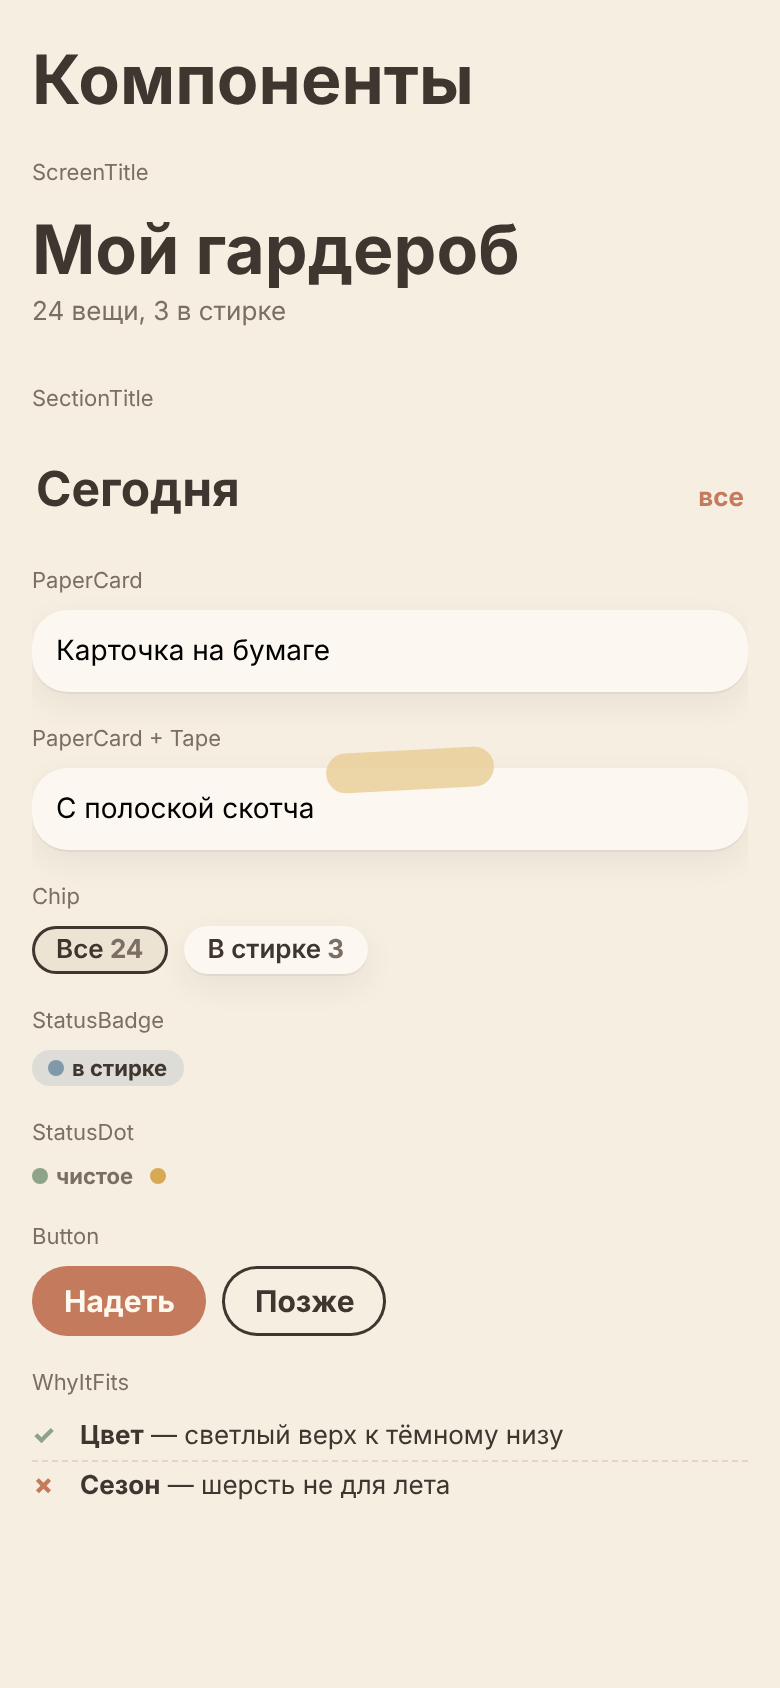 Компоненты
ScreenTitle
Мой гардероб
24 вещи, 3 в стирке
SectionTitle
Сегодня все
PaperCard
Карточка на бумаге
PaperCard + Tape
С полоской скотча
Chip
Все 24 В стирке 3
StatusBadge
в стирке
StatusDot
чистое
Button
Надеть Позже
WhyItFits
Цвет — светлый верх к тёмному низу
Сезон — шерсть не для лета